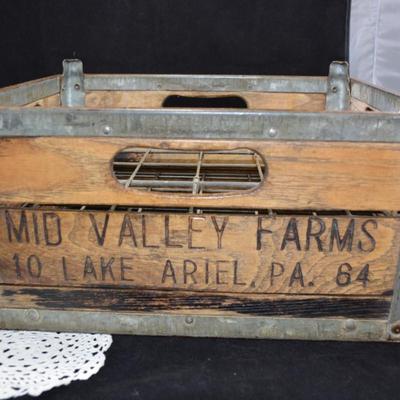 MID VALLEY FARMS
10 LAKE ARIEL, PA. 64